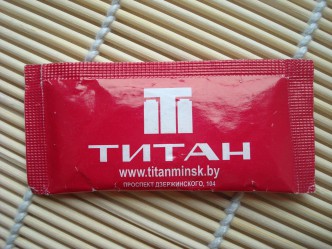 ТИТАН
www.titanminsk.by
ПРОСПЕКТ ДЗЕРЖИНСКОГО, 104